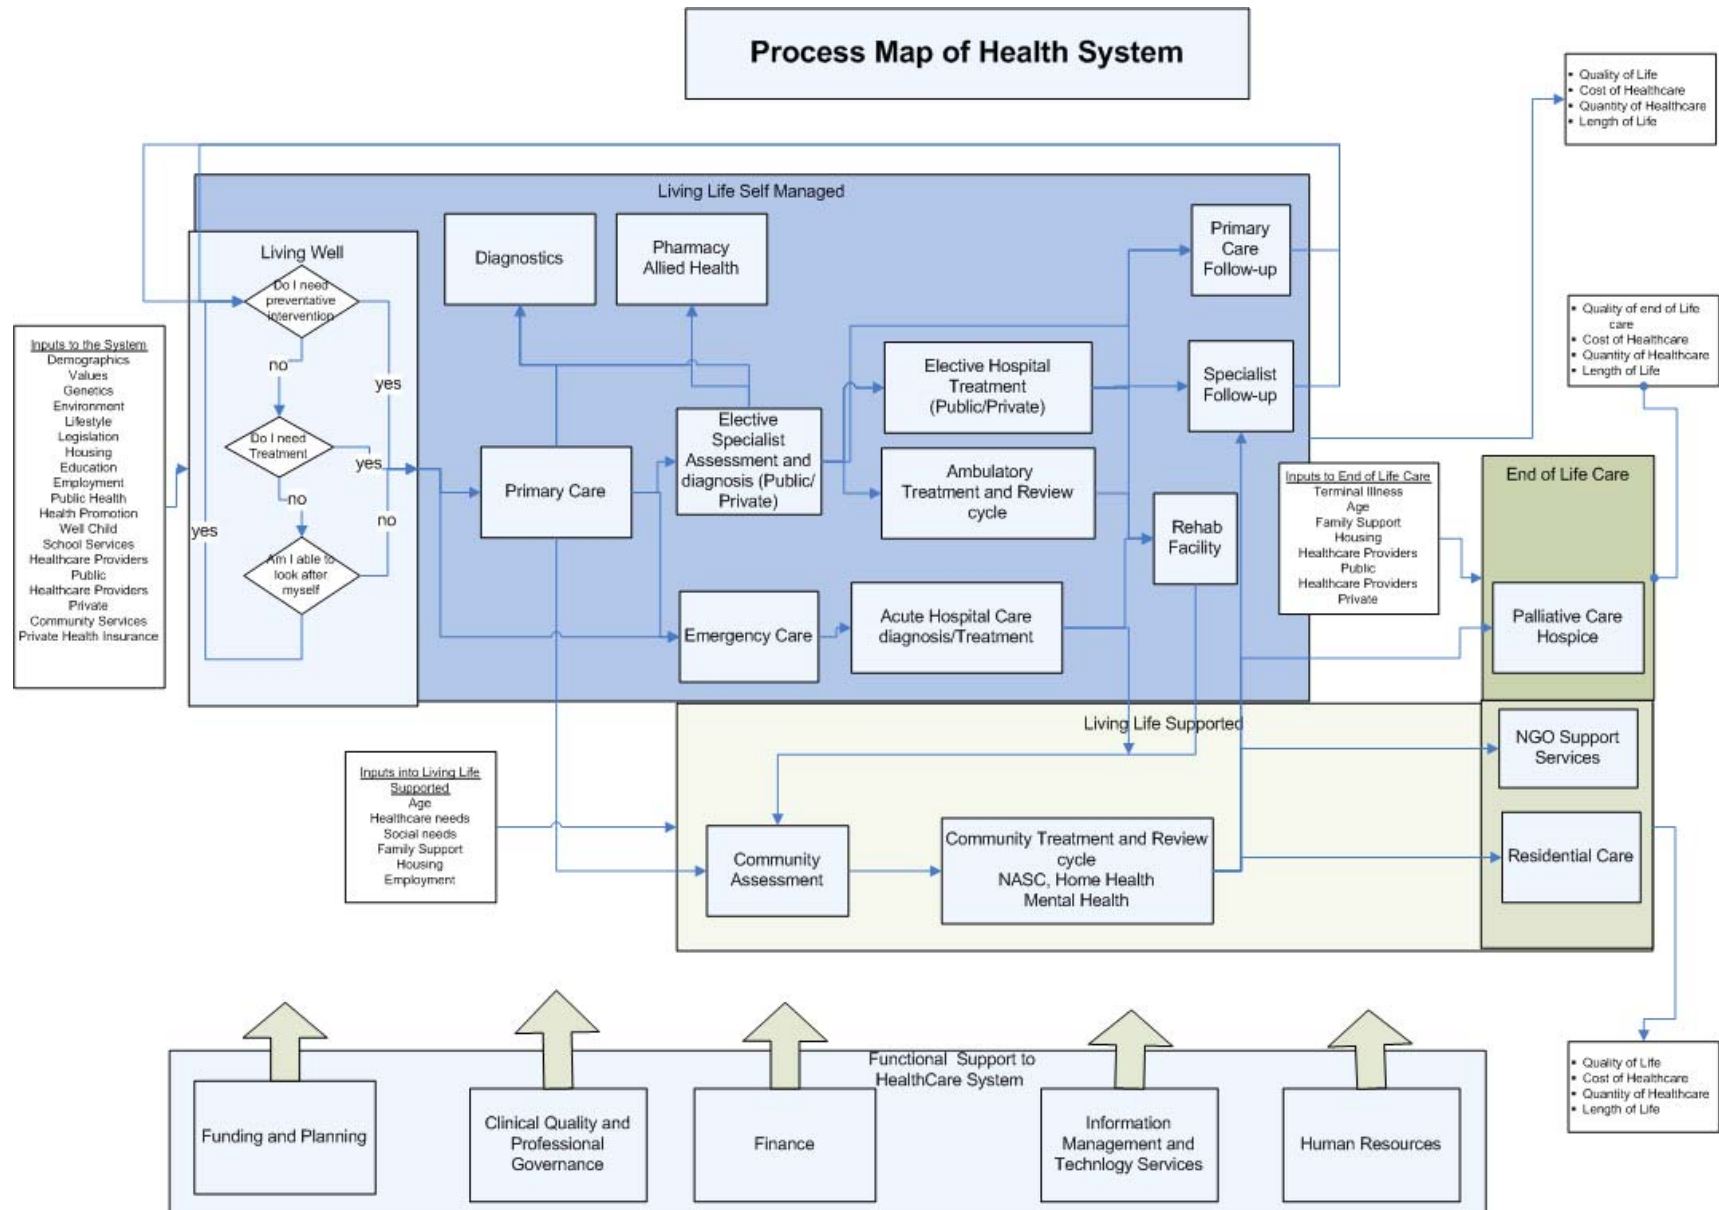 Process Map of Health System
Quality of Life
Cost of Healthcare
Quantity of Healthcare
Length of Life
Living Life Self Managed
Living Well
Do I need
preventative
intervention
no
yes
Do I need
Treatment
yes
no
no
yes
Am I able to
look after
myself
Inputs to the System
Demographics
Values
Genetics
Environment
Lifestyle
Legislation
Housing
Education
Employment
Public Health
Health Promotion
Well Child
School Services
Healthcare Providers
Public
Healthcare Providers
Private
Community Services
Private Health Insurance
Diagnostics
Pharmacy
Allied Health
Primary
Care
Follow-up
Elective Hospital
Treatment
(Public/Private)
Specialist
Follow-up
Primary Care
Elective
Specialist
Assessment and
diagnosis (Public/
Private)
Ambulatory
Treatment and Review
cycle
Rehab
Facility
Emergency Care
Acute Hospital Care
diagnosis/Treatment
Quality of end of Life
care
Cost of Healthcare
Quantity of Healthcare
Length of Life
Inputs to End of Life Care
Terminal Illness
Age
Family Support
Housing
Healthcare Providers
Public
Healthcare Providers
Private
End of Life Care
Palliative Care
Hospice
Living Life Supported
NGO Support
Services
Residential Care
Inputs into Living Life
Supported
Age
Healthcare needs
Social needs
Family Support
Housing
Employment
Community
Assessment
Community Treatment and Review
cycle
NASC, Home Health
Mental Health
Quality of Life
Cost of Healthcare
Quantity of Healthcare
Length of Life
Functional Support to
HealthCare System
Funding and Planning
Clinical Quality and
Professional
Governance
Finance
Information
Management and
Technlogy Services
Human Resources